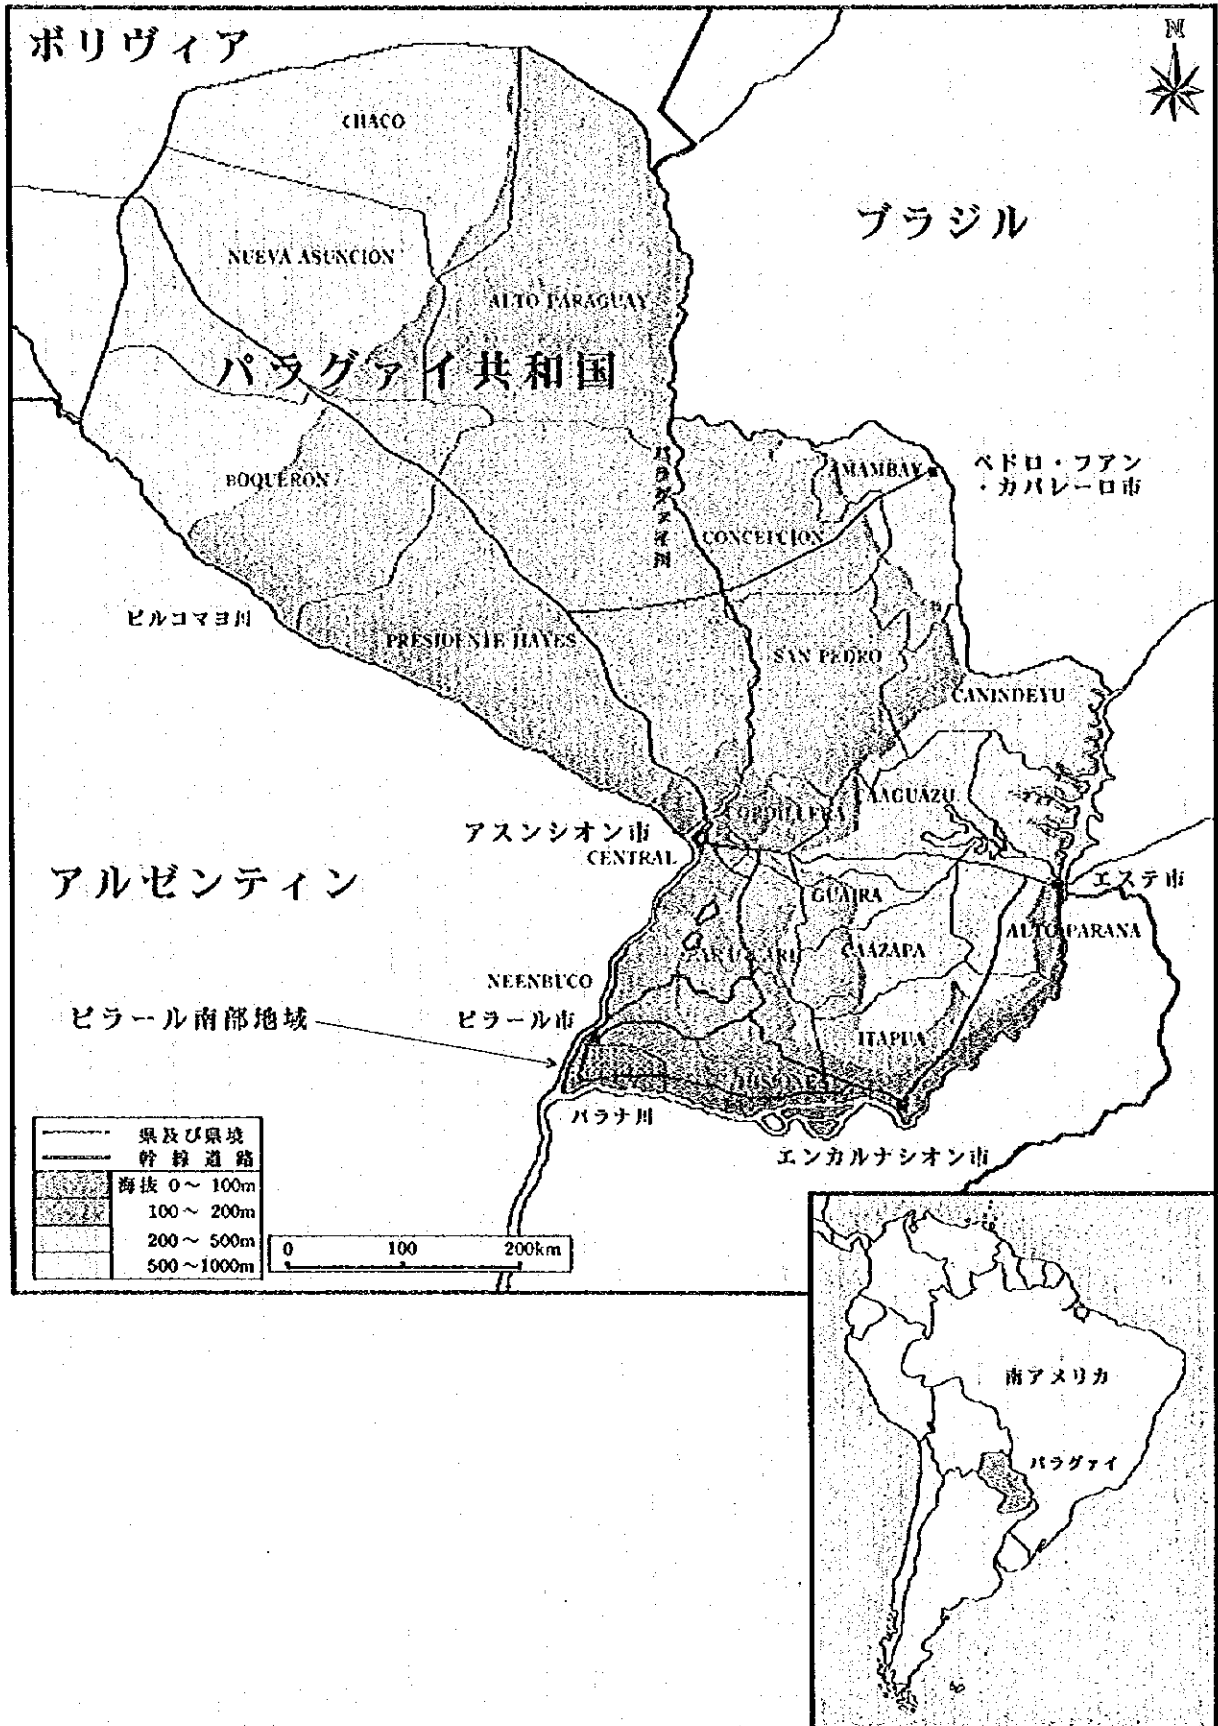 ボリヴィア
N
CHACO
ブラジル
NUEVA ASUNCION
ALTO PARAGUAY
パラグァイ共和国
パラグァイ川
AMAMBAY
ペドロ・フアン
・カバレーロ市
BOQUERON
CONCEPCION
ピルコマヨ川
PRESIDENTE HAYES
SAN PEDRO
CANINDEYU
CAAGUAZU
CORDILLERA
アスンシオン市
CENTRAL
アルゼンティン
エステ市
GUAIRA
ALTO PARANA
CAAZAPA
NEENBUCO
ピラール南部地域
ピラール市
ITAPUA
パラナ川
エンカルナシオン市
県及び県境
幹線道路
海抜 0～ 100m
100～ 200m
200～ 500m
500～1000m
0 100 200km
南アメリカ
パラグァイ